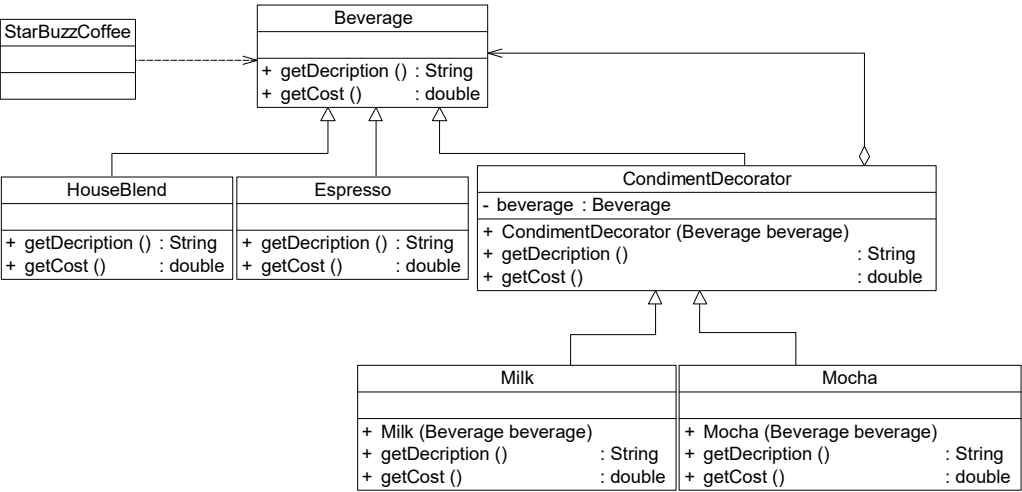 StarBuzzCoffee
Beverage
+ getDecription () : String
+ getCost () : double
HouseBlend
+ getDecription () : String
+ getCost () : double
Espresso
+ getDecription () : String
+ getCost () : double
CondimentDecorator
- beverage : Beverage
+ CondimentDecorator (Beverage beverage)
+ getDecription () : String
+ getCost () : double
Milk
+ Milk (Beverage beverage)
+ getDecription () : String
+ getCost () : double
Mocha
+ Mocha (Beverage beverage)
+ getDecription () : String
+ getCost () : double